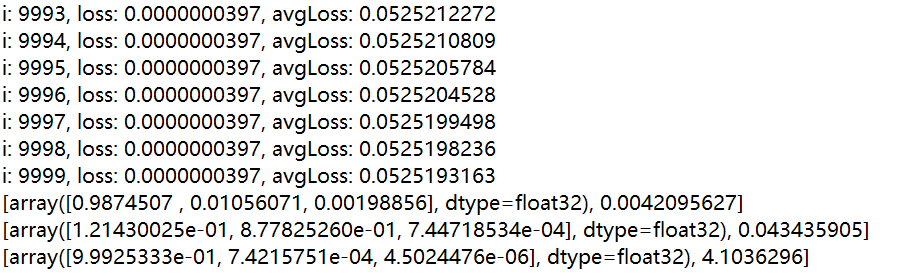 i: 9993, loss: 0.0000000397, avgLoss: 0.0525212272
i: 9994, loss: 0.0000000397, avgLoss: 0.0525210809
i: 9995, loss: 0.0000000397, avgLoss: 0.0525205784
i: 9996, loss: 0.0000000397, avgLoss: 0.0525204528
i: 9997, loss: 0.0000000397, avgLoss: 0.0525199498
i: 9998, loss: 0.0000000397, avgLoss: 0.0525198236
i: 9999, loss: 0.0000000397, avgLoss: 0.0525193163
[array([0.9874507 , 0.01056071, 0.00198856], dtype=float32), 0.0042095627]
[array([1.21430025e-01, 8.77825260e-01, 7.44718534e-04], dtype=float32), 0.043435905]
[array([9.9925333e-01, 7.4215751e-04, 4.5024476e-06], dtype=float32), 4.1036296]